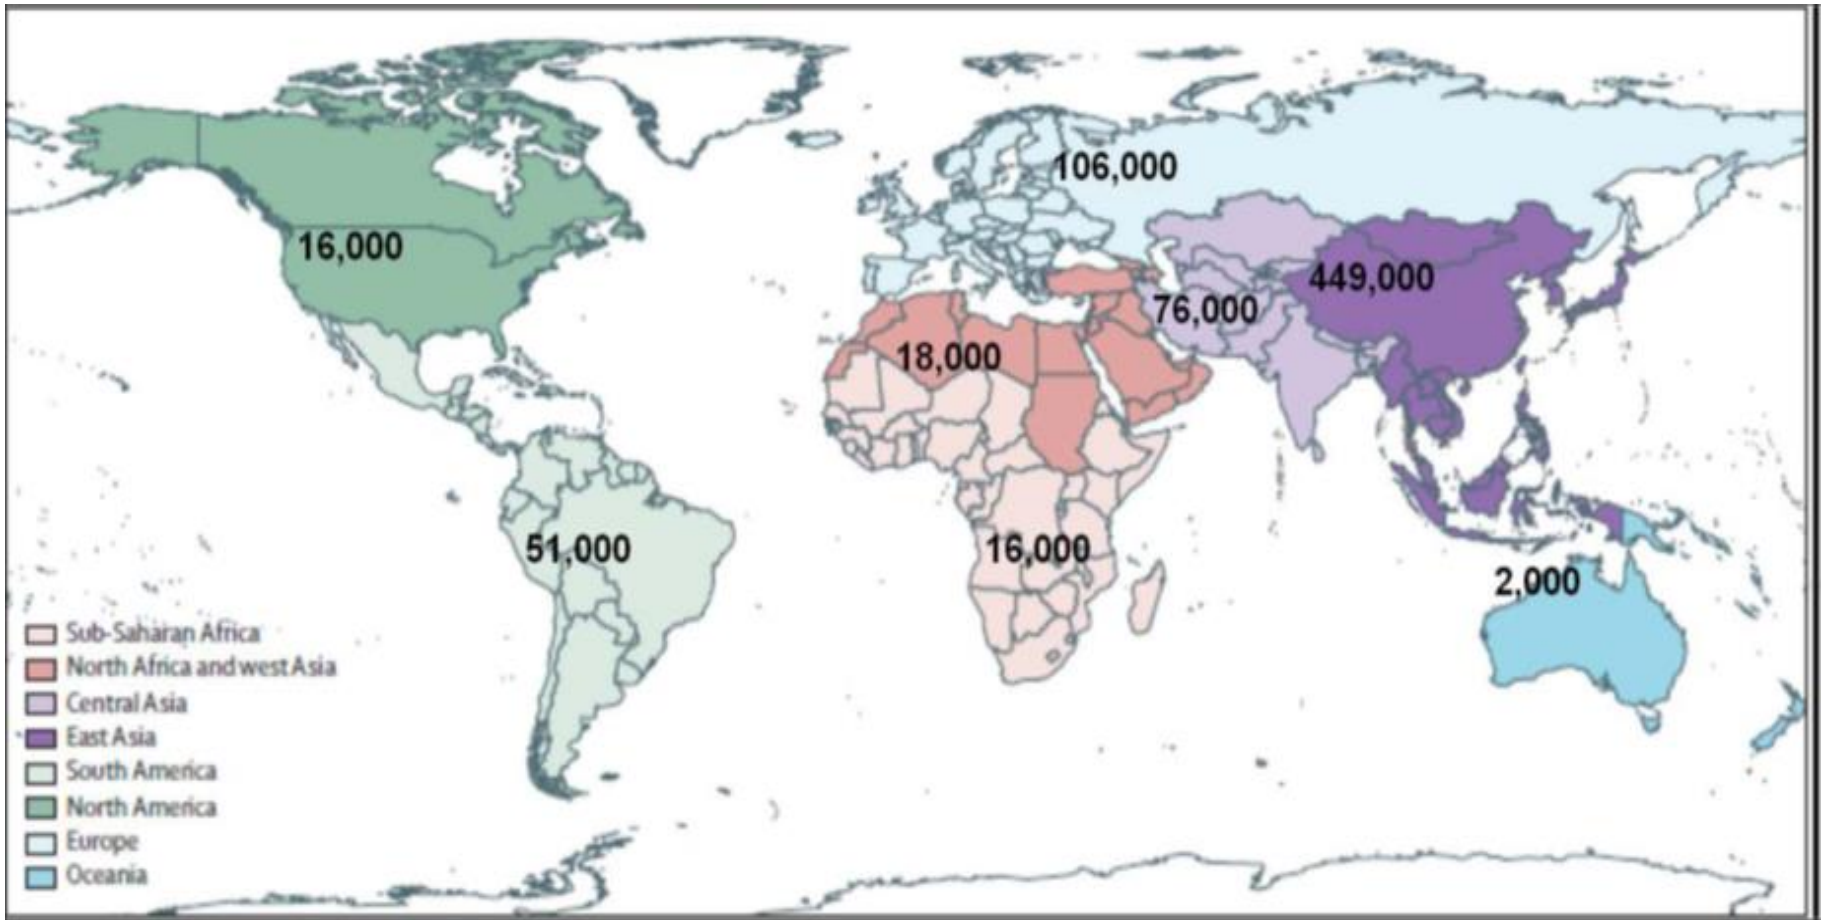 106,000
16,000
449,000
76,000
18,000
51,000
16,000
2,000
Sub-Saharan Africa
North Africa and west Asia
Central Asia
East Asia
South America
North America
Europe
Oceania